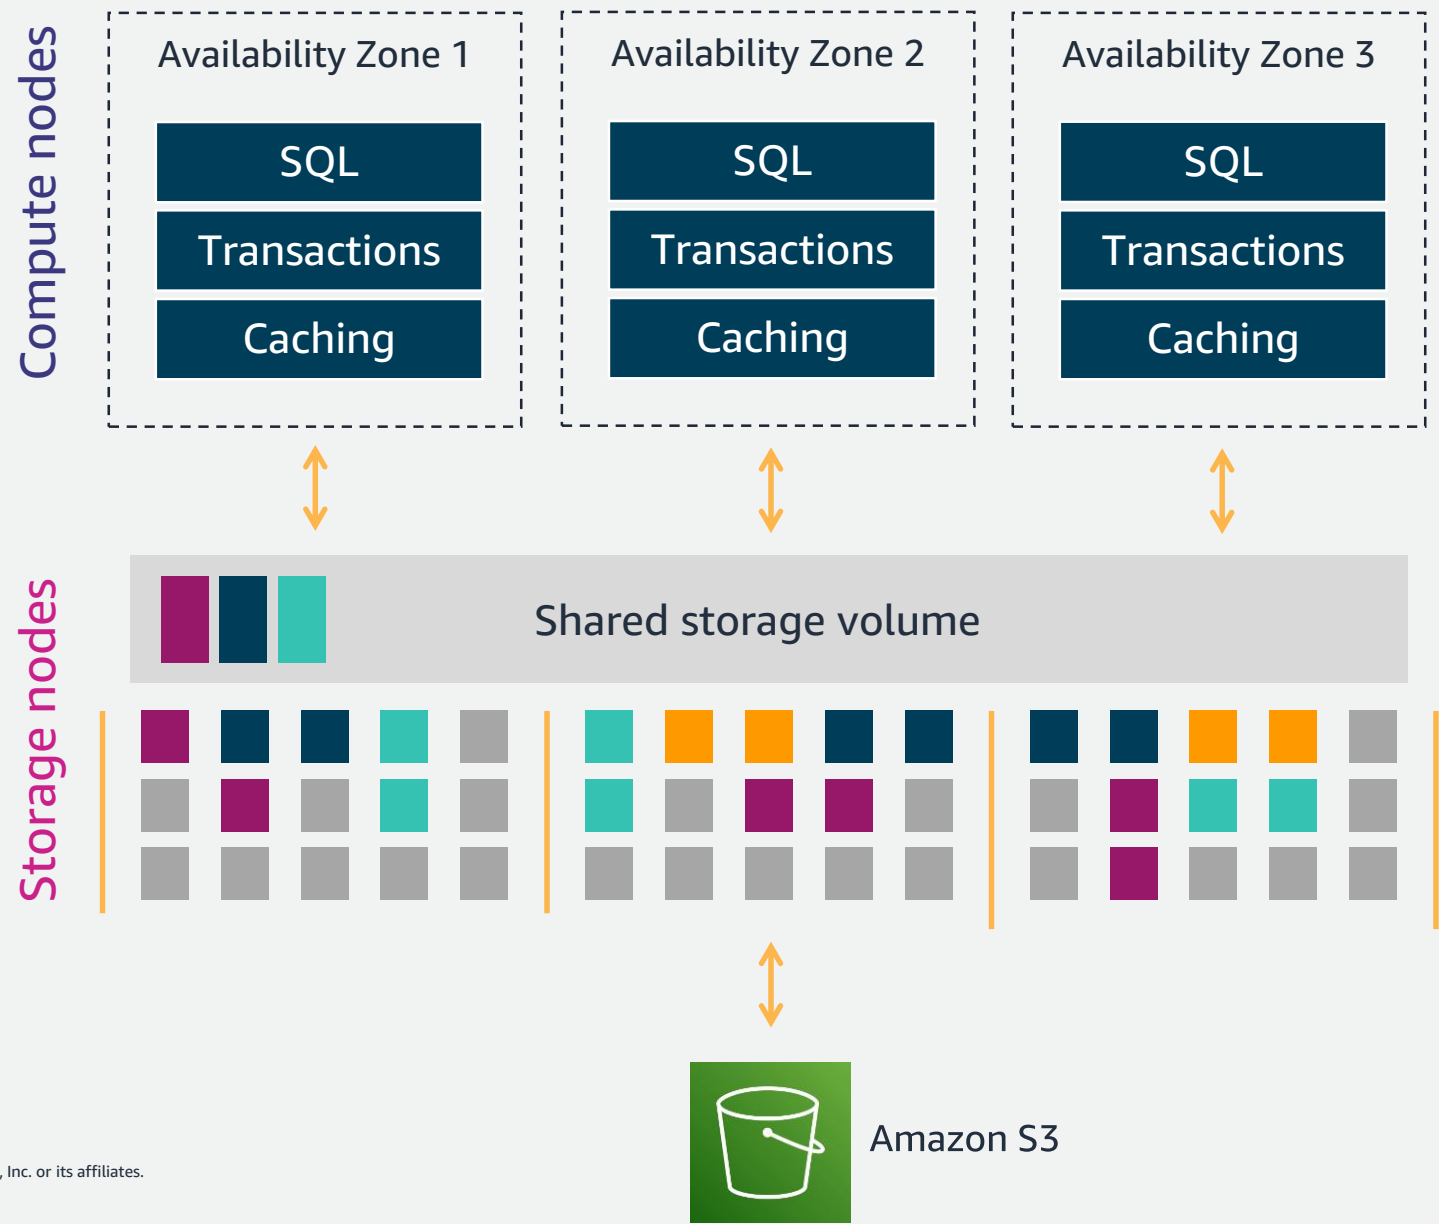 Compute nodes
Availability Zone 1
SQL
Transactions
Caching
Availability Zone 2
SQL
Transactions
Caching
Availability Zone 3
SQL
Transactions
Caching
Storage nodes
Shared storage volume
Amazon S3
, Inc. or its affiliates.